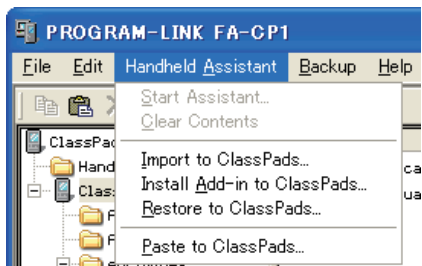 PROGRAM-LINK FA-CP1
File Edit Handheld Assistant Backup Help
Start Assistant...
Clear Contents
Import to ClassPads...
Install Add-in to ClassPads...
Restore to ClassPads...
Paste to ClassPads...